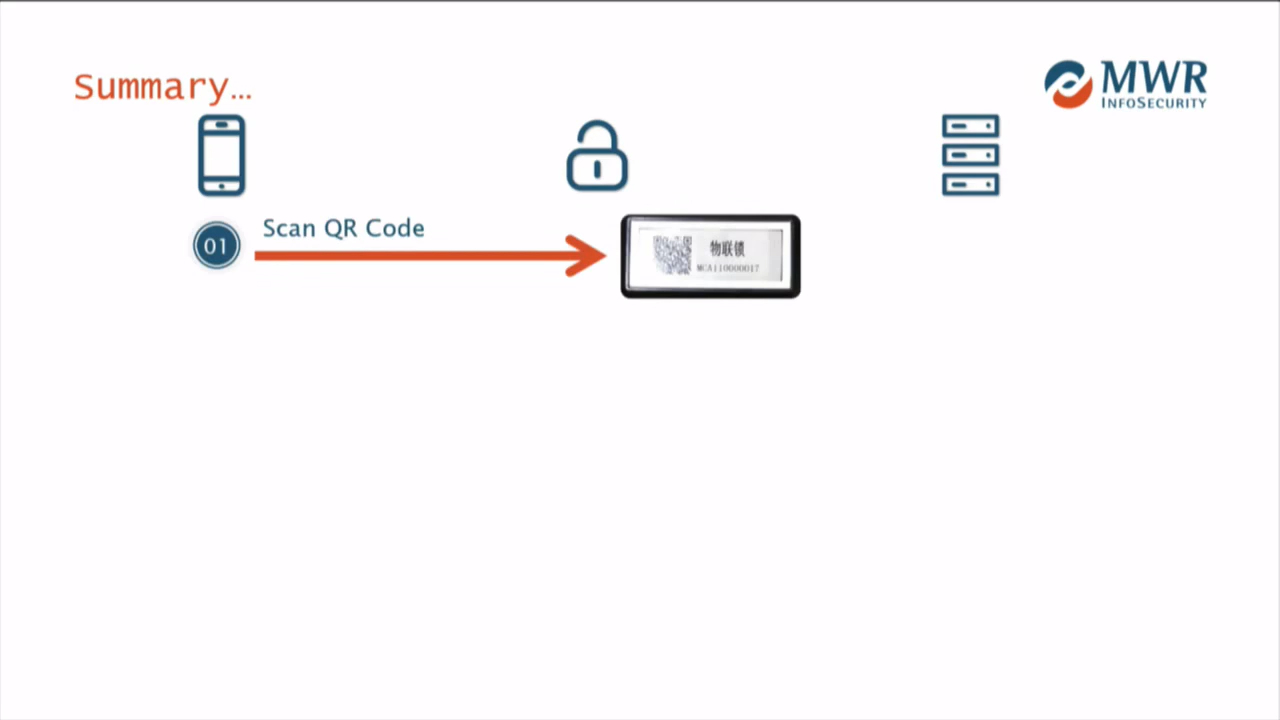 Summary...
MWR
INFOSECURITY
01
Scan QR Code
物联锁
MCA110000017